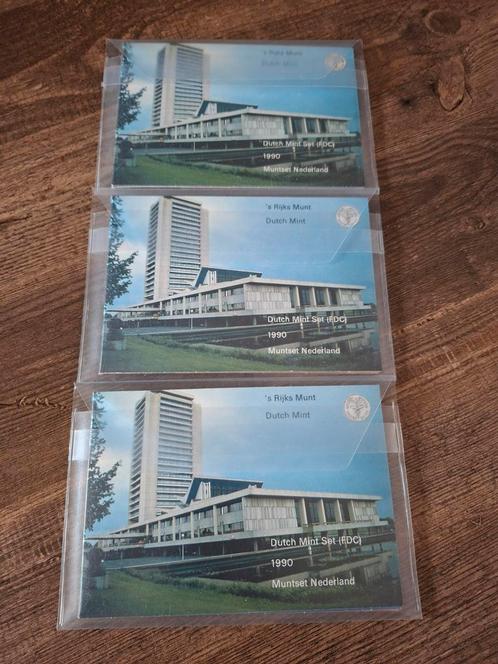 's Rijks Munt
Dutch Mint
Dutch Mint Set (FDC)
1990
Muntset Nederland
's Rijks Munt
Dutch Mint
Dutch Mint Set (FDC)
1990
Muntset Nederland
's Rijks Munt
Dutch Mint
Dutch Mint Set (FDC)
1990
Muntset Nederland